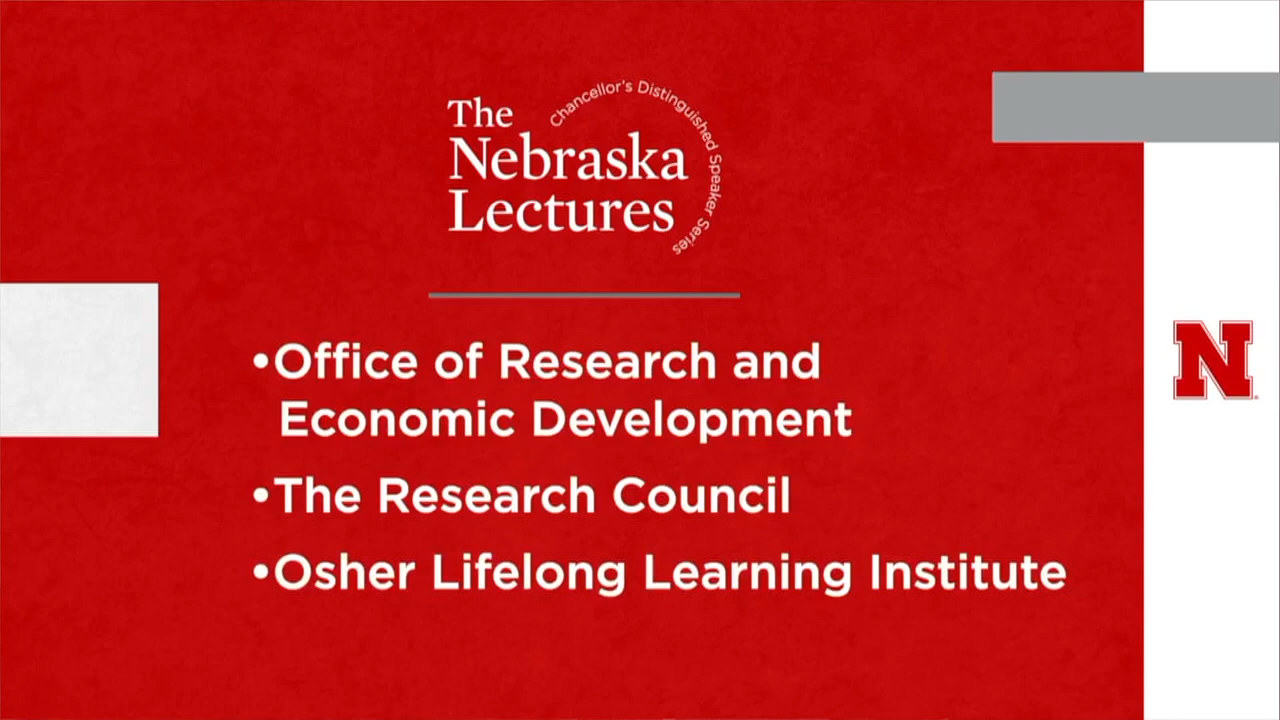 The
Nebraska
Lectures
Chancellor's Distinguished Speaker Series
•Office of Research and
Economic Development
•The Research Council
•Osher Lifelong Learning Institute
N